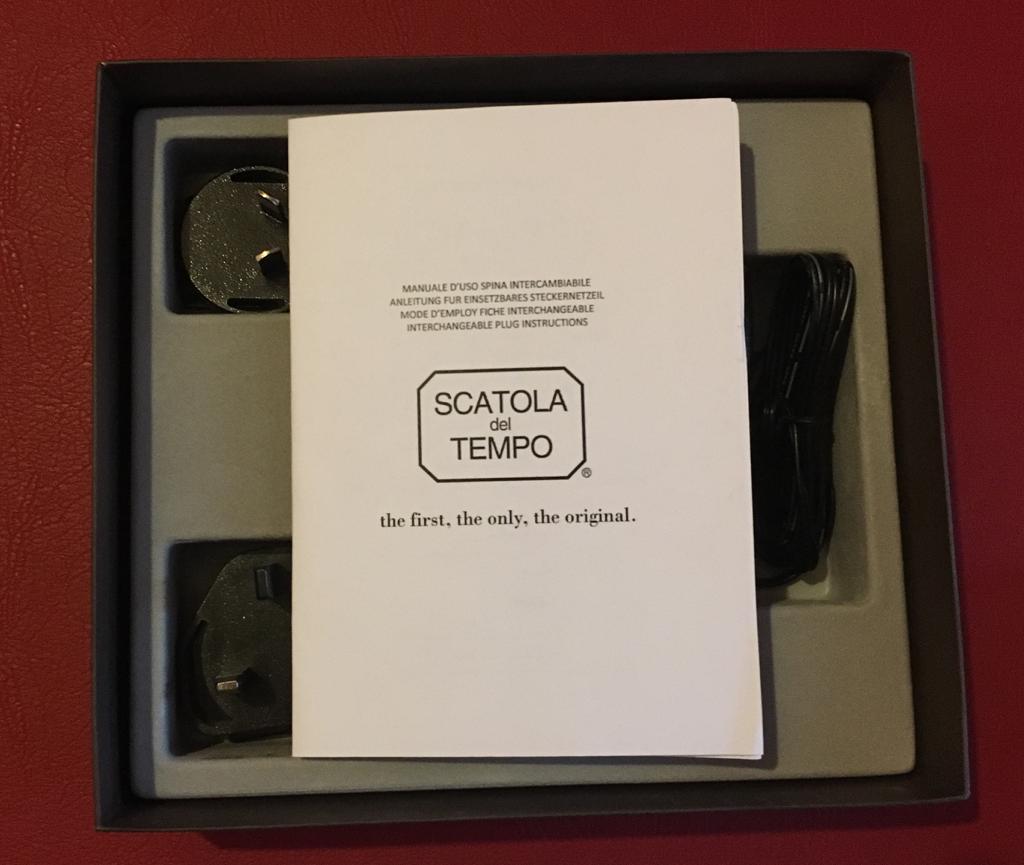 MANUALE D'USO SPINA INTERCAMBIABILE
ANLEITUNG FUR EINSETZBARES STECKERNETZEIL
MODE D'EMPLOY FICHE INTERCHANGEABLE
INTERCHANGEABLE PLUG INSTRUCTIONS
SCATOLA
del
TEMPO
®
the first, the only, the original.